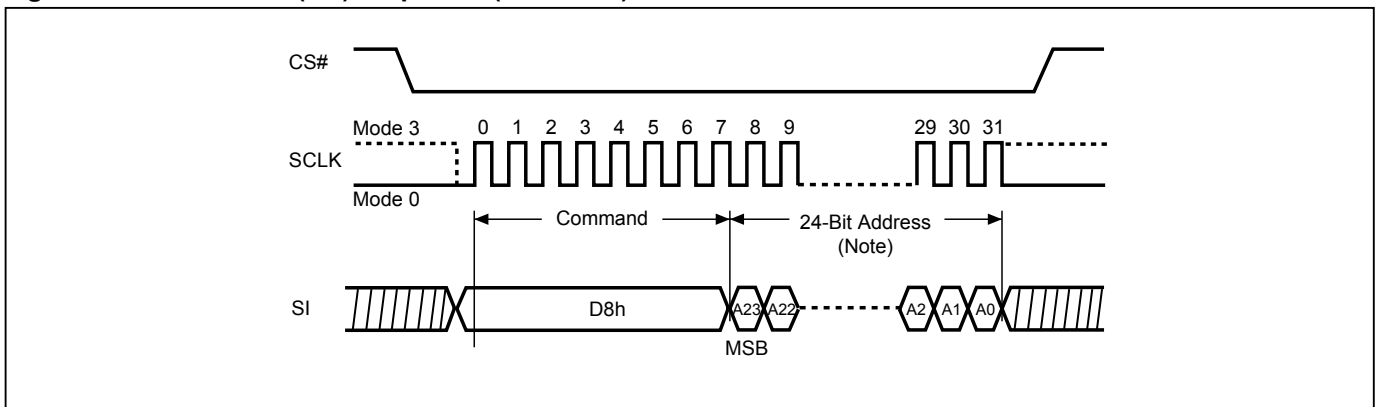 CS#
Mode 3
0 1 2 3 4 5 6 7 8 9 29 30 31
SCLK
Mode 0
Command
24-Bit Address
(Note)
SI
D8h
A23 A22 A2 A1 A0
MSB